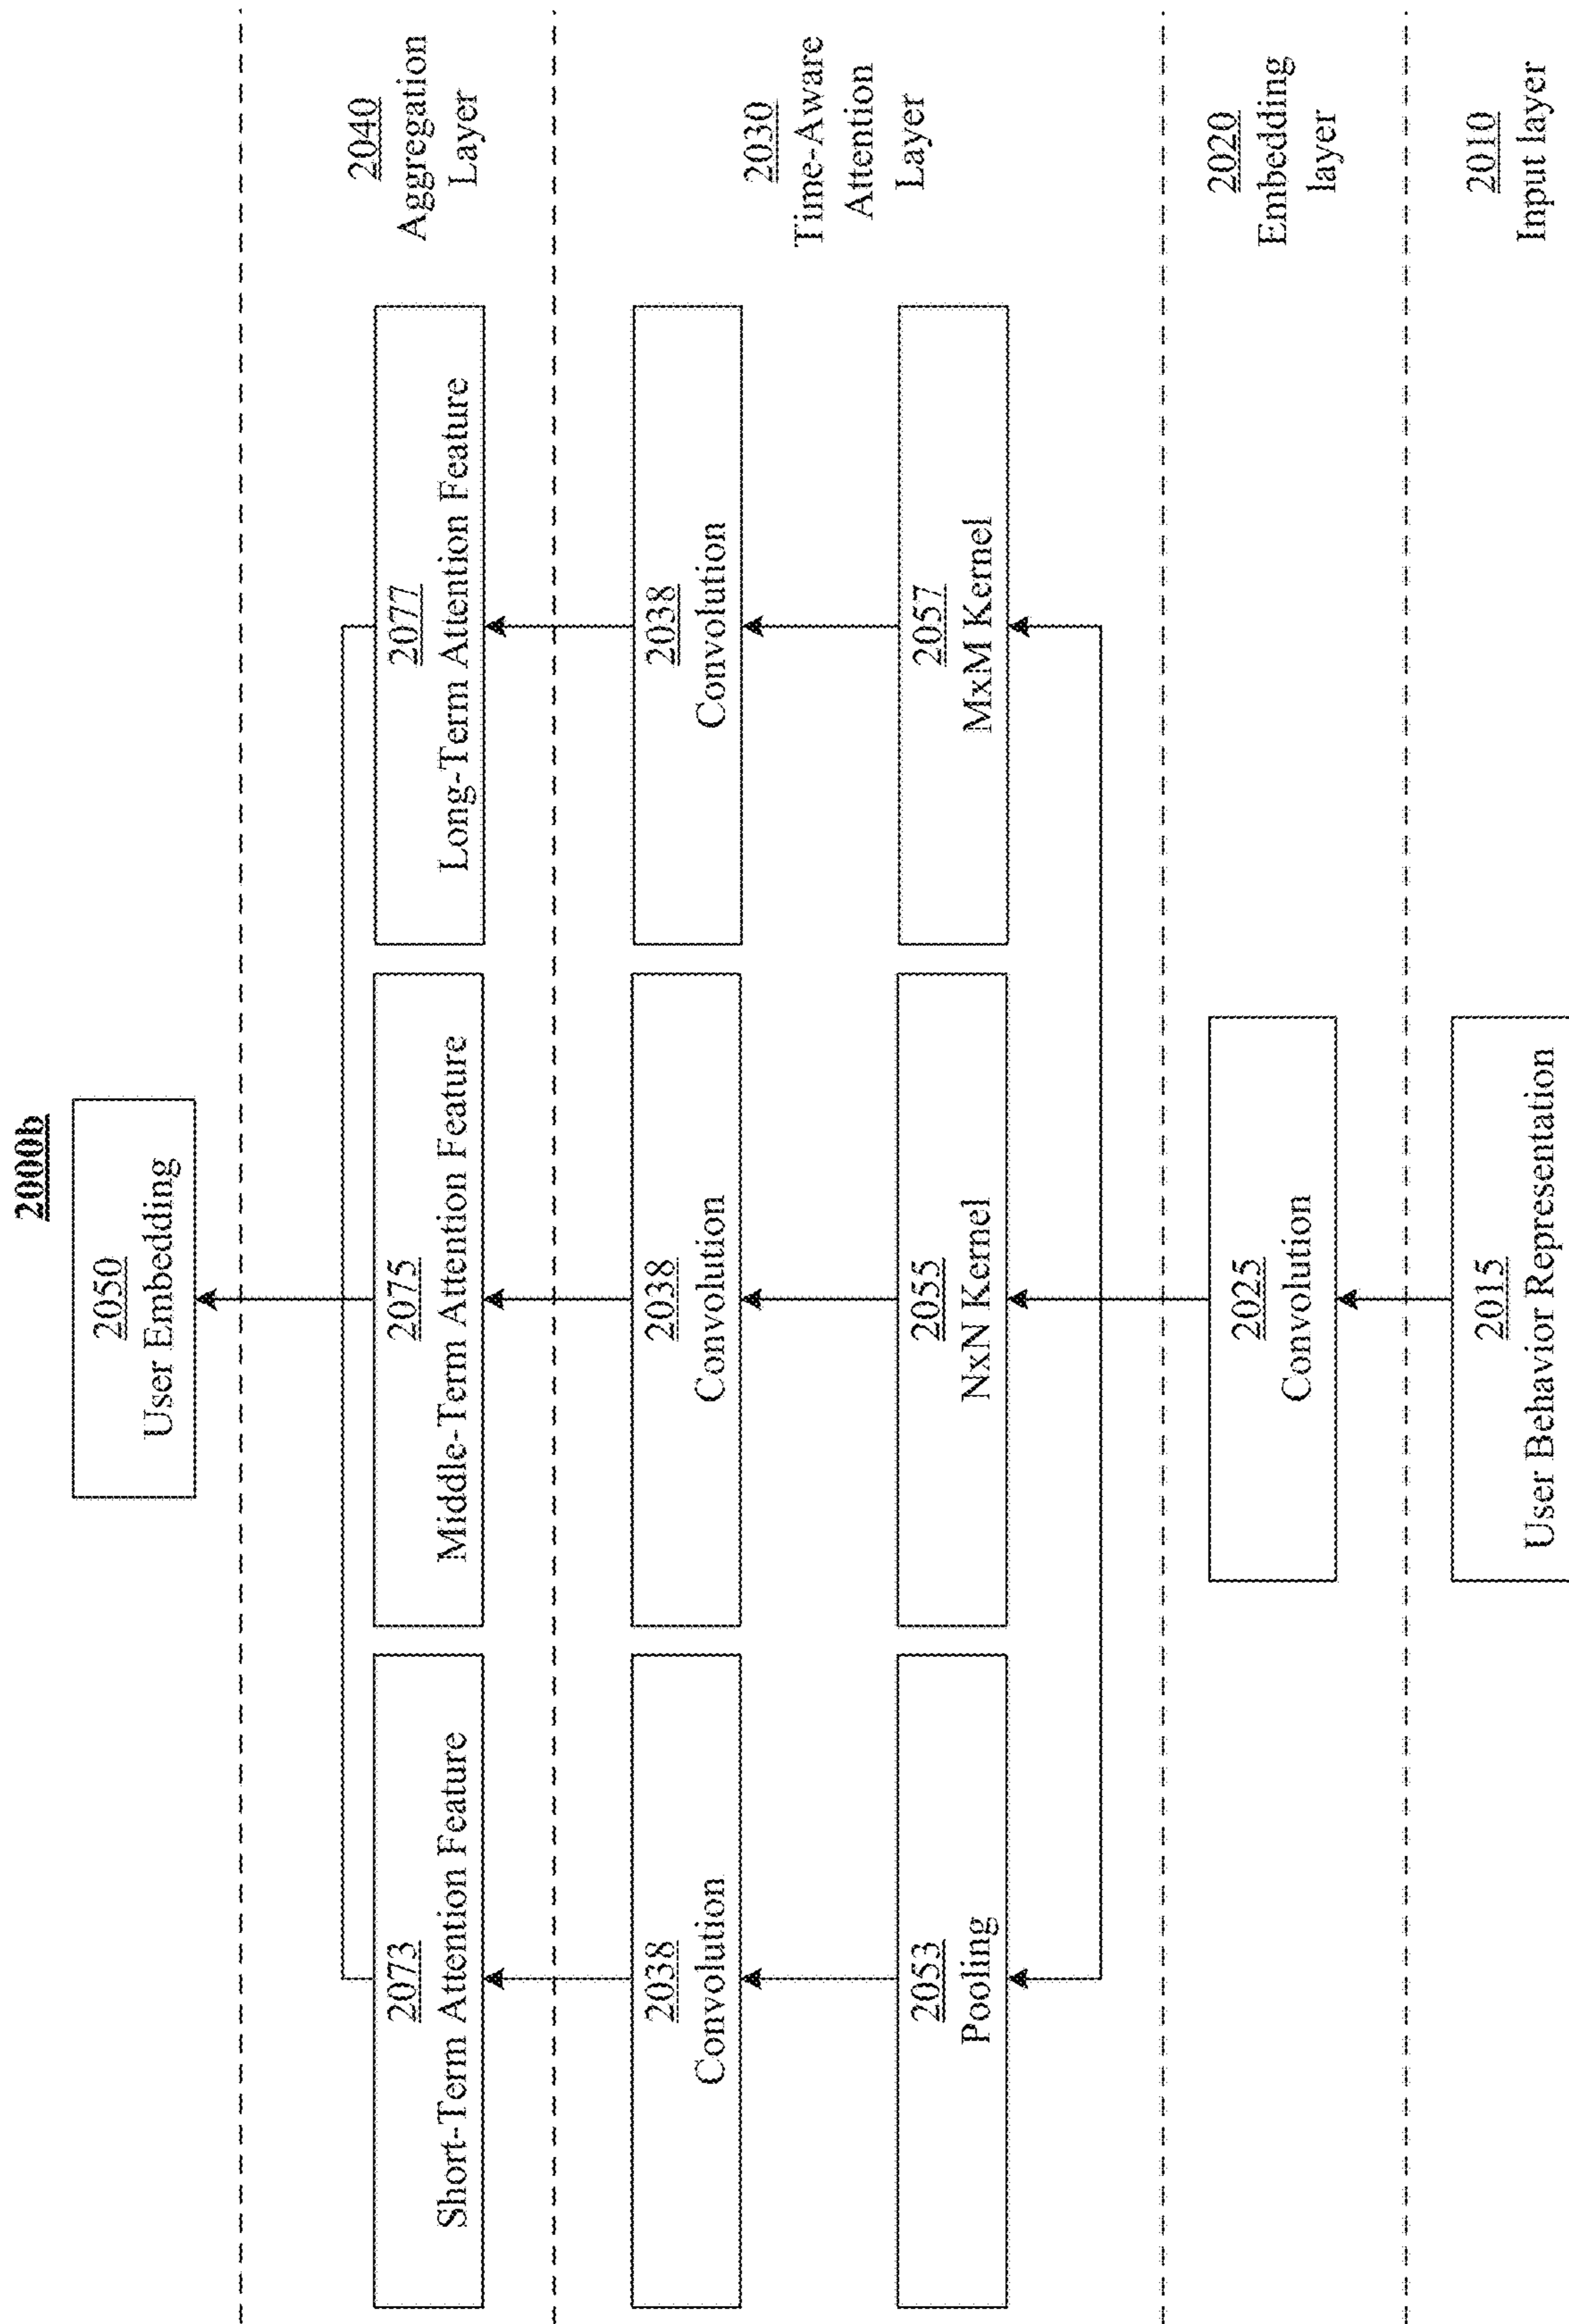 2000b
2050
User Embedding
2040
Aggregation
Layer
2073
Short-Term Attention Feature
2075
Middle-Term Attention Feature
2077
Long-Term Attention Feature
2030
Time-Aware
Attention
Layer
2038
Convolution
2038
Convolution
2038
Convolution
2053
Pooling
2055
NxN Kernel
2057
MxM Kernel
2020
Embedding
layer
2025
Convolution
2010
Input layer
2015
User Behavior Representation